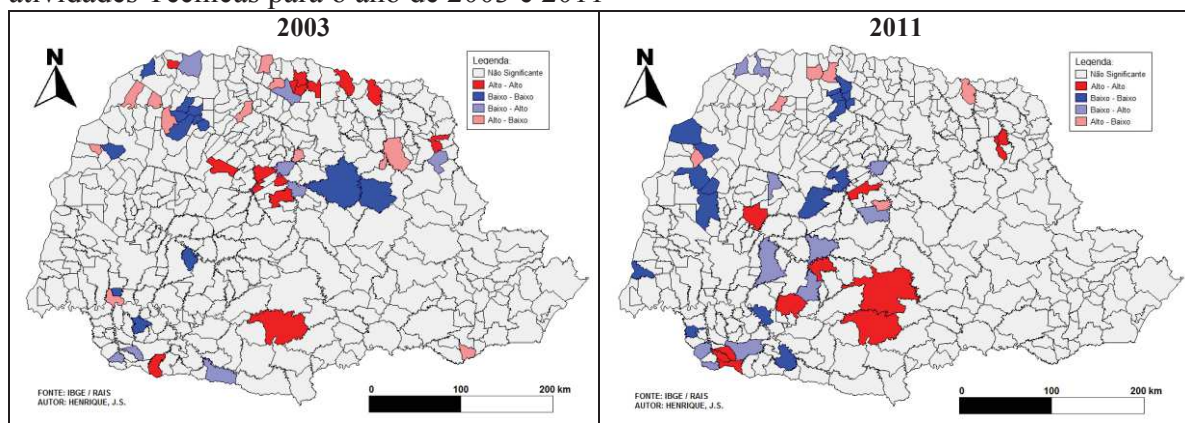 atividades Técnicas para o ano de 2003 e 2011
2003
N
Legenda:
Não Significante
Alto - Alto
Baixo - Baixo
Baixo - Alto
Alto - Baixo
FONTE: IBGE / RAIS
AUTOR: HENRIQUE, J.S.
0 100 200 km
2011
N
Legenda:
Não Significante
Alto - Alto
Baixo - Baixo
Baixo - Alto
Alto - Baixo
FONTE: IBGE / RAIS
AUTOR: HENRIQUE, J.S.
0 100 200 km